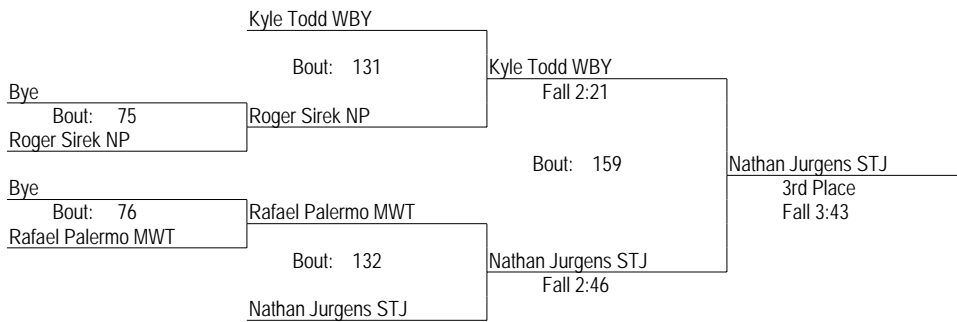 Kyle Todd WBY
Bout: 131
Kyle Todd WBY
Fall 2:21
Bye
Bout: 75
Roger Sirek NP
Roger Sirek NP
Bout: 159
Nathan Jurgens STJ
3rd Place
Fall 3:43
Bye
Bout: 76
Rafael Palermo MWT
Rafael Palermo MWT
Bout: 132
Nathan Jurgens STJ
Fall 2:46
Nathan Jurgens STJ